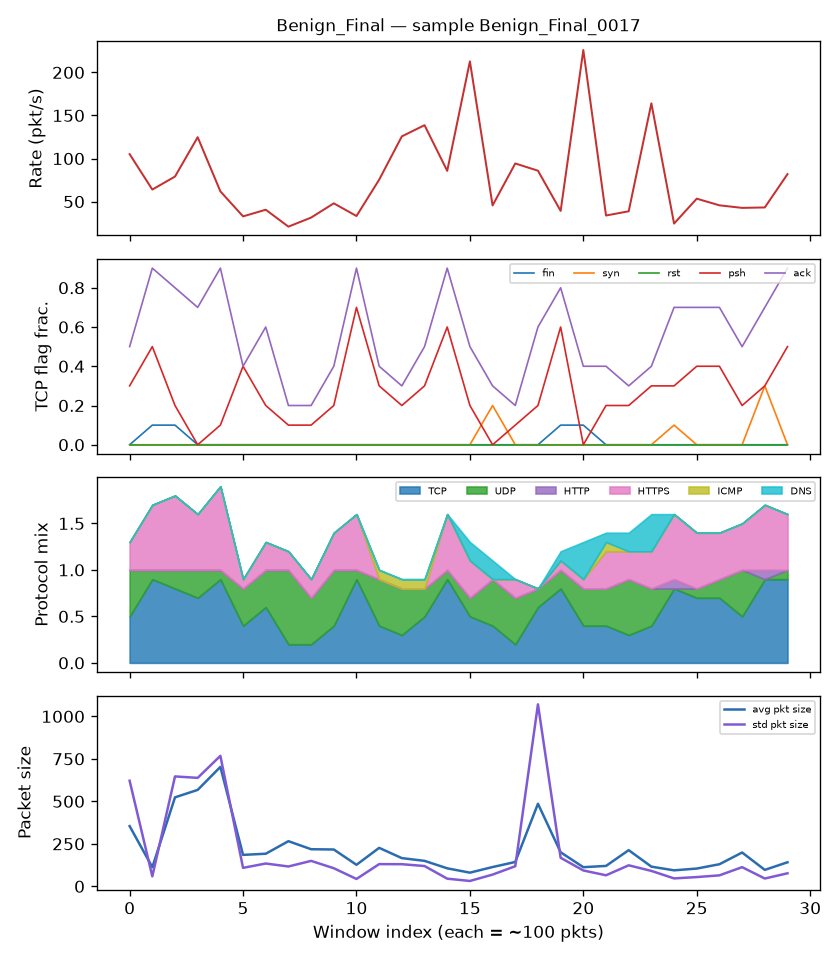 Benign_Final — sample Benign_Final_0017
Rate (pkt/s)
200
150
100
50
TCP flag frac.
0.8
0.6
0.4
0.2
0.0
fin syn rst psh ack
Protocol mix
1.5
1.0
0.5
0.0
TCP UDP HTTP HTTPS ICMP DNS
Packet size
1000
750
500
250
0
avg pkt size
std pkt size
0 5 10 15 20 25 30
Window index (each = ~100 pkts)